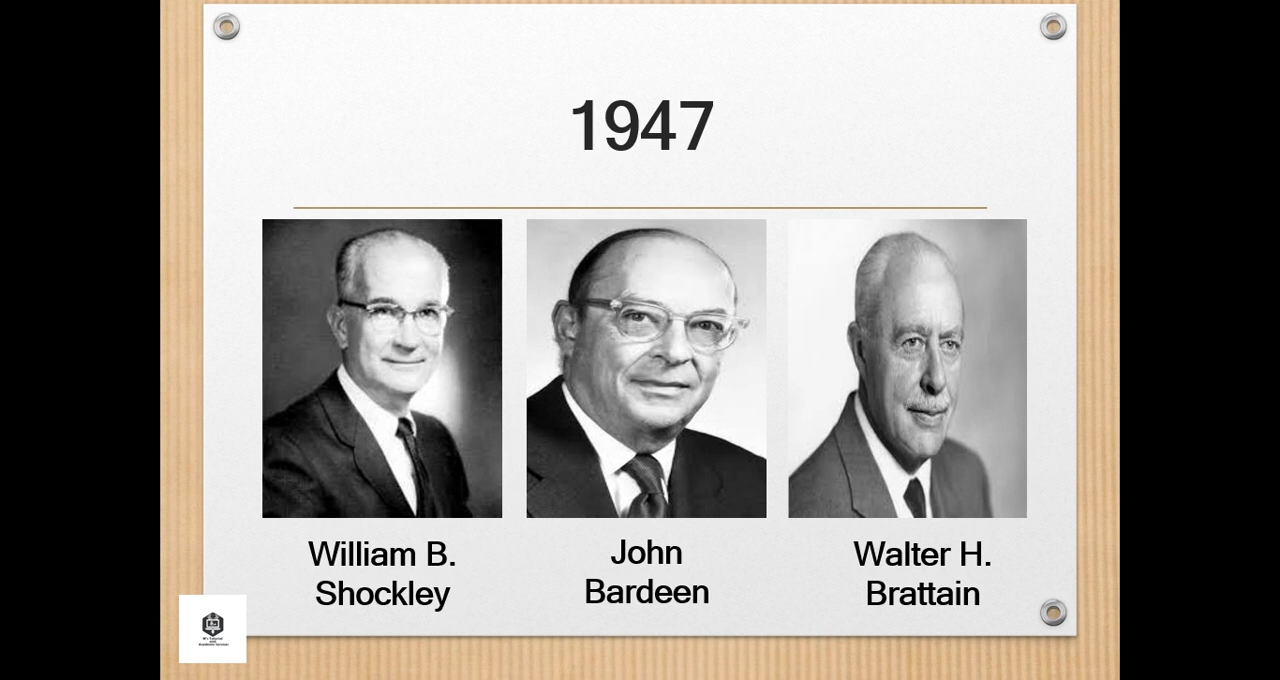 1947
William B.
Shockley
John
Bardeen
Walter H.
Brattain